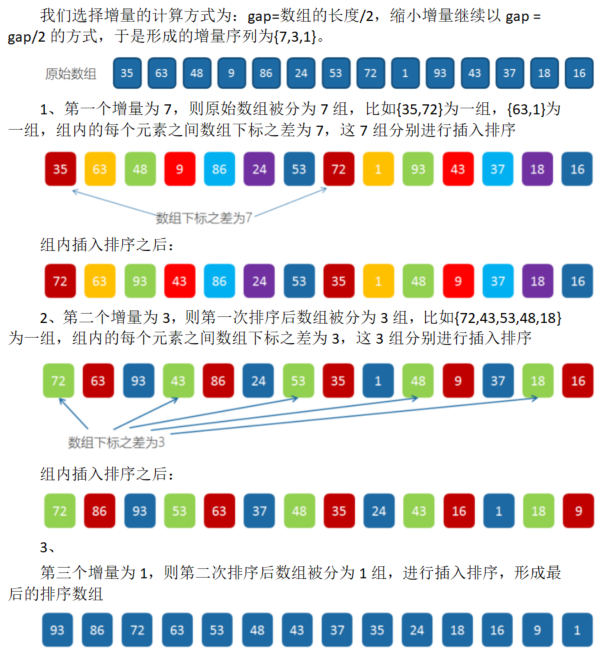 我们选择增量的计算方式为：gap=数组的长度/2，缩小增量继续以 gap =
gap/2 的方式，于是形成的增量序列为{7,3,1}。
原始数组 35 63 48 9 86 24 53 72 1 93 43 37 18 16
1、第一个增量为 7，则原始数组被分为 7 组，比如{35,72}为一组，{63,1}为
一组，组内的每个元素之间数组下标之差为 7，这 7 组分别进行插入排序
35 63 48 9 86 24 53 72 1 93 43 37 18 16
数组下标之差为7
组内插入排序之后：
72 63 93 43 86 24 53 35 1 48 9 37 18 16
2、第二个增量为 3，则第一次排序后数组被分为 3 组，比如{72,43,53,48,18}
为一组，组内的每个元素之间数组下标之差为 3，这 3 组分别进行插入排序
72 63 93 43 86 24 53 35 1 48 9 37 18 16
数组下标之差为3
组内插入排序之后：
72 86 93 53 63 37 48 35 24 43 16 1 18 9
3、
第三个增量为 1，则第二次排序后数组被分为 1 组，进行插入排序，形成最
后的排序数组
93 86 72 63 53 48 43 37 35 24 18 16 9 1